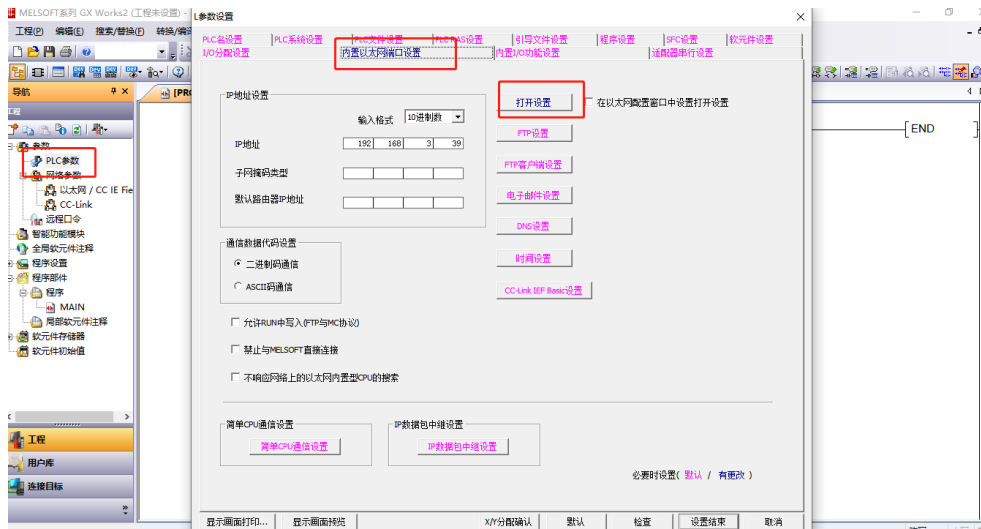 MELSOFT系列 GX Works2 (工程未设置) -
工程(P) 编辑(E) 搜索/替换(F) 转换/编译
导航
[PRG
工程
参数
PLC参数
网络参数
以太网 / CC IE Fie
CC-Link
远程口令
智能功能模块
全局软元件注释
程序设置
程序部件
程序
MAIN
局部软元件注释
软元件存储器
软元件初始值
工程
用户库
连接目标
L参数设置
PLC名设置 PLC系统设置 PLC文件设置 PLC RAS设置 引导文件设置 程序设置 SFC设置 软元件设置
I/O分配设置 内置以太网端口设置 内置I/O功能设置 适配器串行设置
IP地址设置
输入格式 10进制数
IP地址 192 168 3 39
子网掩码类型
默认路由器IP地址
打开设置 在以太网配置窗口中设置打开设置
FTP设置
FTP客户端设置
电子邮件设置
DNS设置
时间设置
CC-Link IEF Basic设置
通信数据代码设置
二进制码通信
ASCII码通信
允许RUN中写入(FTP与MC协议)
禁止与MELSOFT直接连接
不响应网络上的以太网内置型CPU的搜索
简单CPU通信设置
简单CPU通信设置
IP数据包中继设置
IP数据包中继设置
必要时设置( 默认 / 有更改 )
显示画面打印... 显示画面预览 X/Y分配确认 默认 检查 设置结束 取消
END